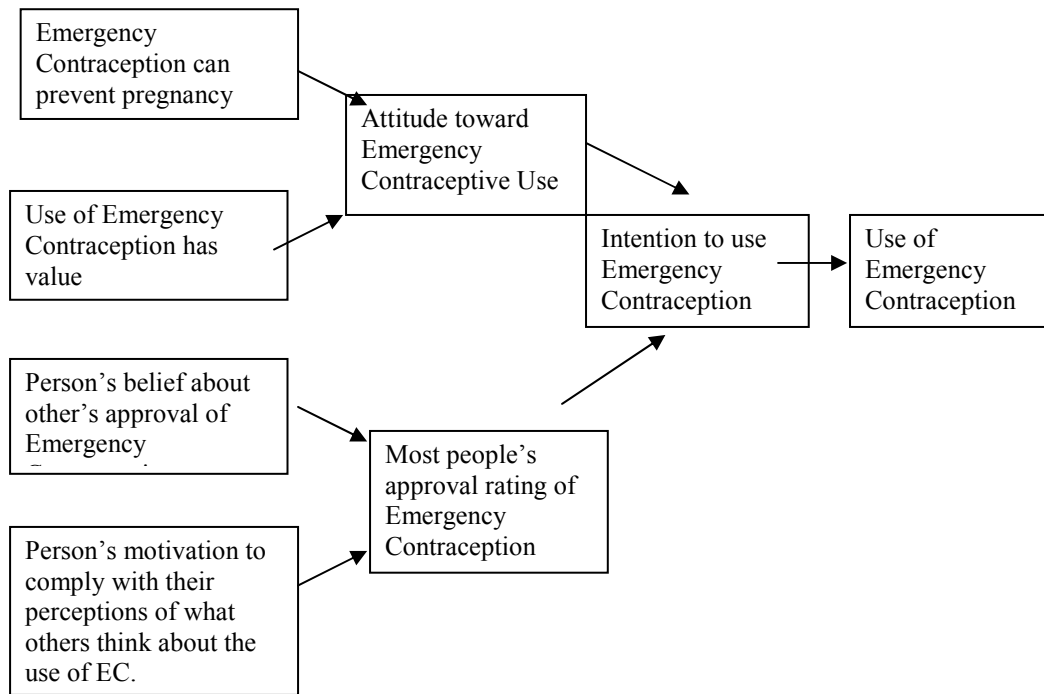 Emergency
Contraception can
prevent pregnancy
Attitude toward
Emergency
Contraceptive Use
Use of Emergency
Contraception has
value
Intention to use
Emergency
Contraception
Use of
Emergency
Contraception
Person’s belief about
other’s approval of
Emergency
Most people’s
approval rating of
Emergency
Contraception
Person’s motivation to
comply with their
perceptions of what
others think about the
use of EC.